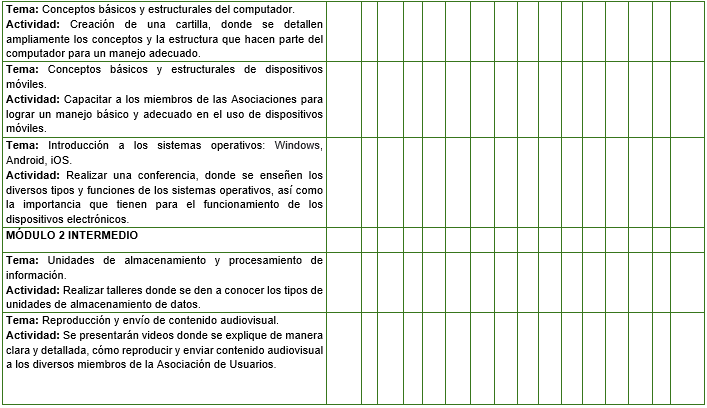 Tema: Conceptos básicos y estructurales del computador.
Actividad: Creación de una cartilla, donde se detallen
ampliamente los conceptos y la estructura que hacen parte del
computador para un manejo adecuado.
Tema: Conceptos básicos y estructurales de dispositivos
móviles.
Actividad: Capacitar a los miembros de las Asociaciones para
lograr un manejo básico y adecuado en el uso de dispositivos
móviles.
Tema: Introducción a los sistemas operativos: Windows,
Android, iOS.
Actividad: Realizar una conferencia, donde se enseñen los
diversos tipos y funciones de los sistemas operativos, así como
la importancia que tienen para el funcionamiento de los
dispositivos electrónicos.
MÓDULO 2 INTERMEDIO
Tema: Unidades de almacenamiento y procesamiento de
información.
Actividad: Realizar talleres donde se den a conocer los tipos de
unidades de almacenamiento de datos.
Tema: Reproducción y envío de contenido audiovisual.
Actividad: Se presentarán videos donde se explique de manera
clara y detallada, cómo reproducir y enviar contenido audiovisual
a los diversos miembros de la Asociación de Usuarios.